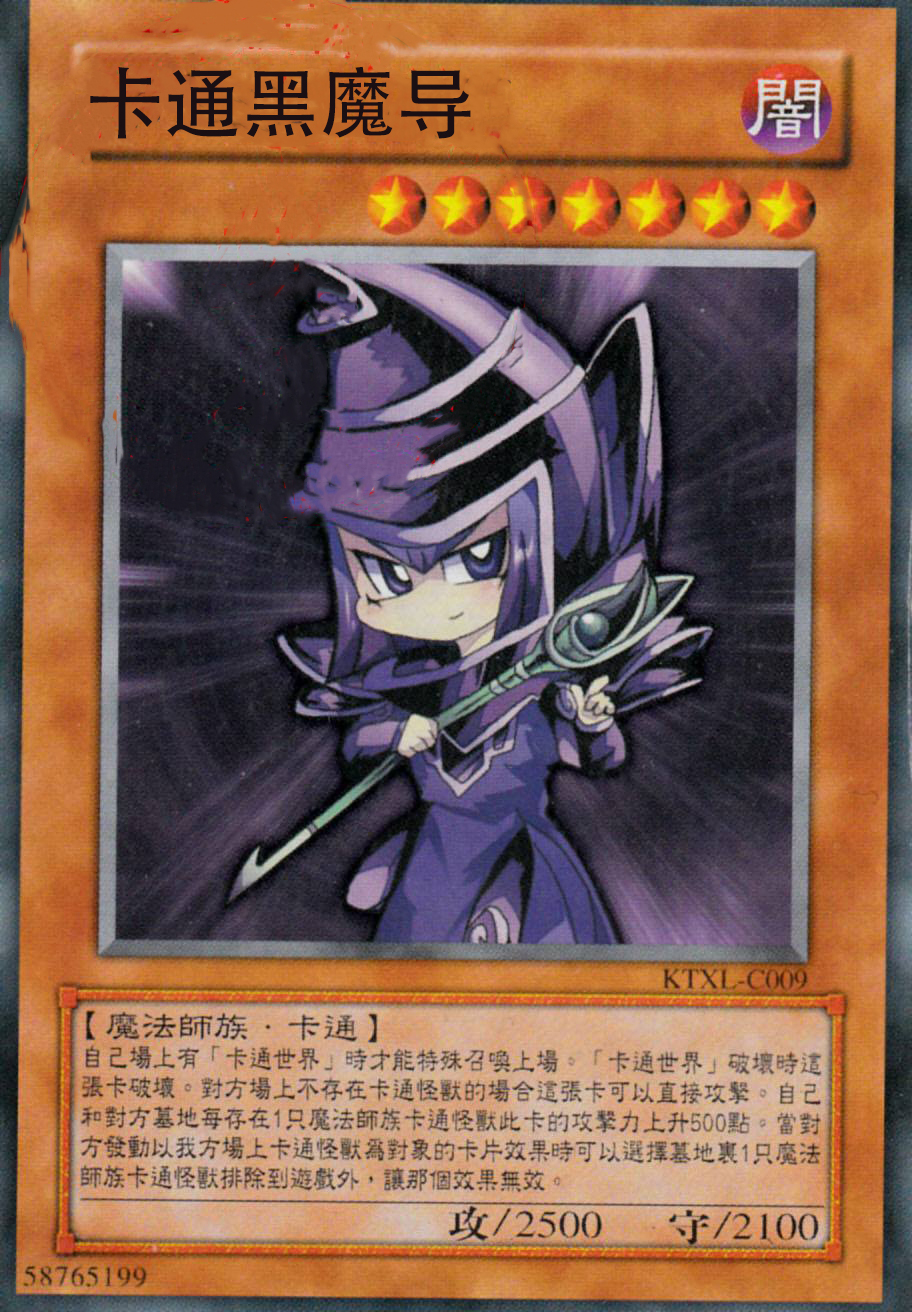 卡通黑魔导
闇
KTXL-C009
【魔法師族·卡通】
自己場上有「卡通世界」時才能特殊召喚上場。「卡通世界」破壞時這
張卡破壞。對方場上不存在卡通怪獸的場合這張卡可以直接攻擊。自己
和對方墓地每存在1只魔法師族卡通怪獸此卡的攻擊力上升500點。當對
方發動以我方場上卡通怪獸爲對象的卡片效果時可以選擇墓地裏1只魔法
師族卡通怪獸排除到遊戲外，讓那個效果無效。
攻/2500 守/2100
58765199